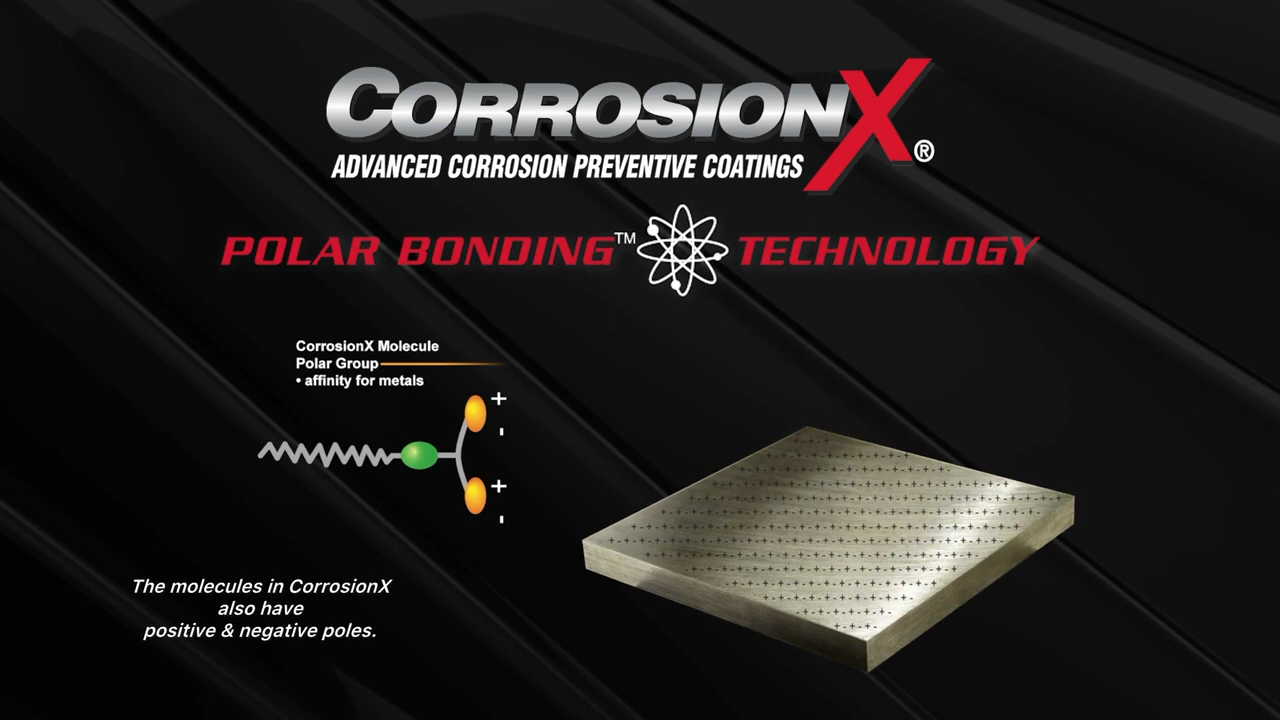 CORROSIONX®
ADVANCED CORROSION PREVENTIVE COATINGS
POLAR BONDING™ TECHNOLOGY
CorrosionX Molecule
Polar Group
• affinity for metals
+
-
+
-
The molecules in CorrosionX
also have
positive & negative poles.